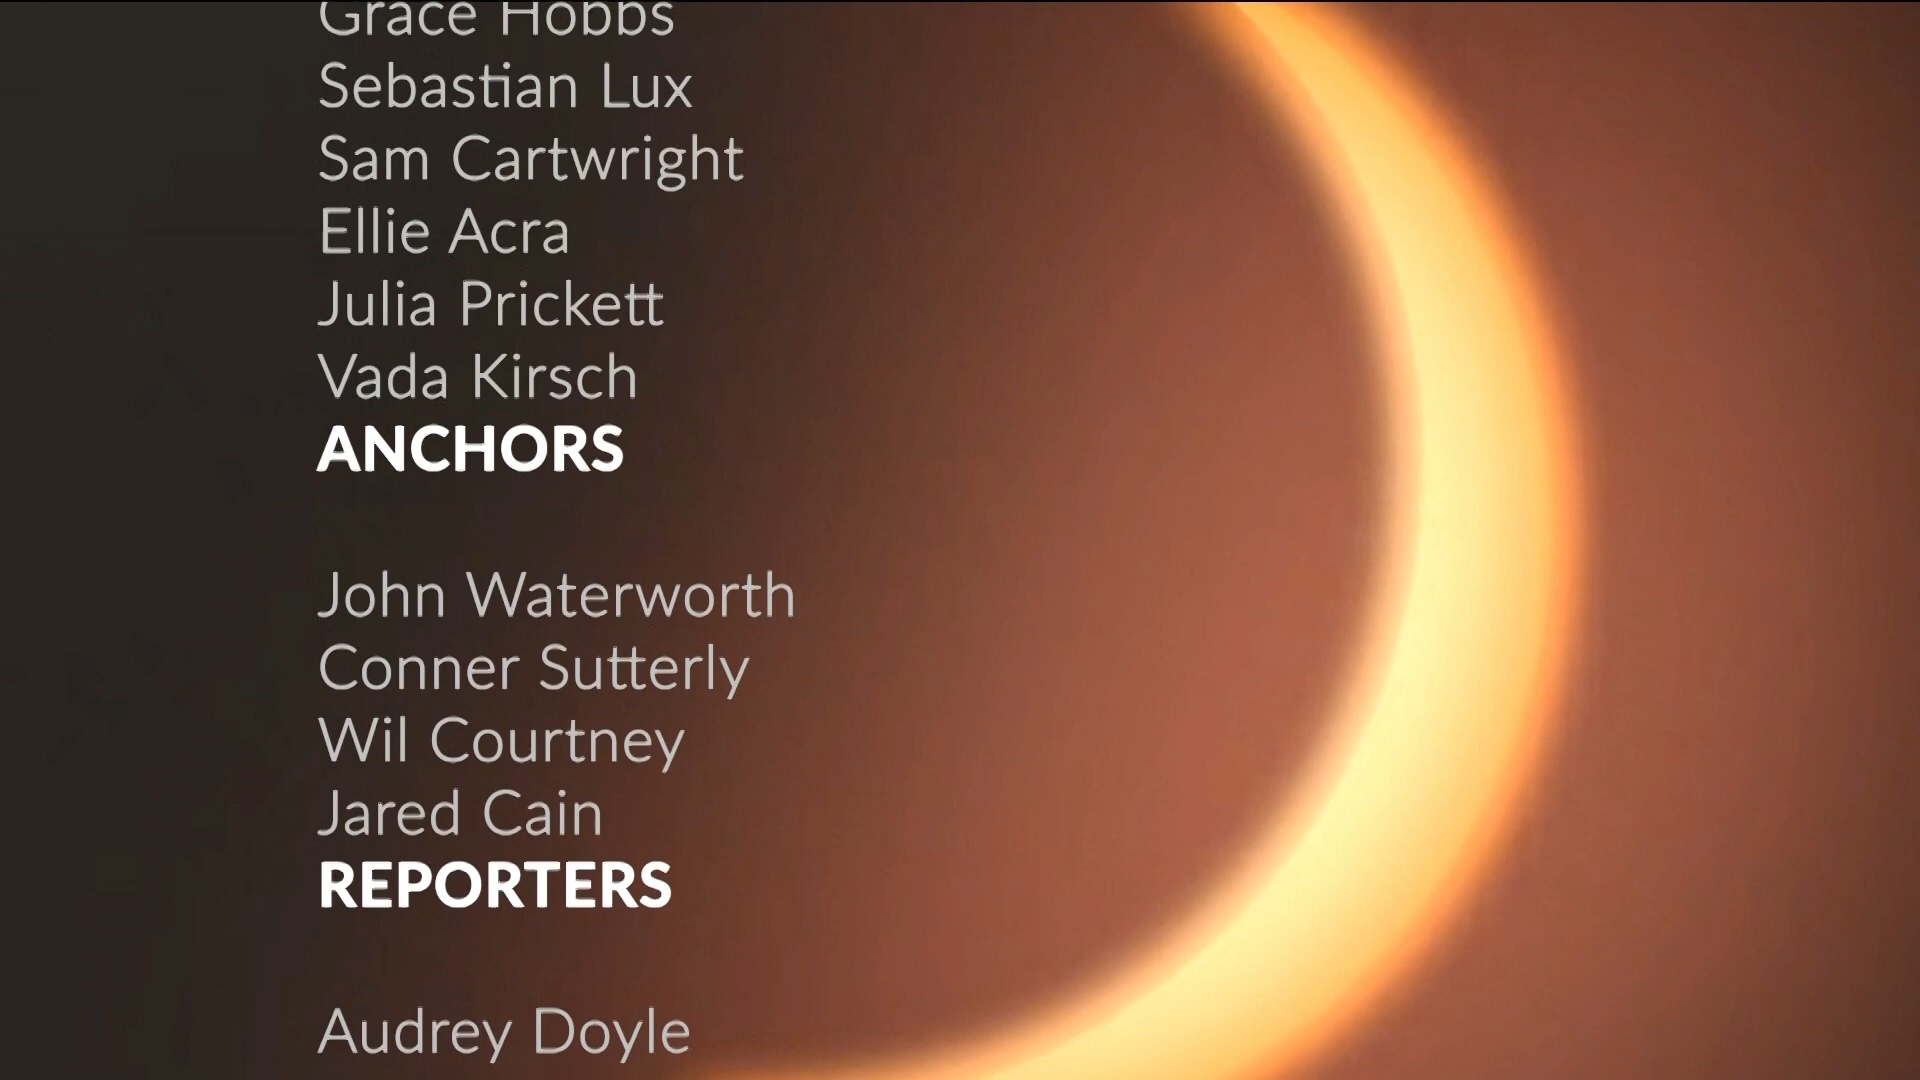 Grace Hobbs
Sebastian Lux
Sam Cartwright
Ellie Acra
Julia Prickett
Vada Kirsch
ANCHORS
John Waterworth
Conner Sutterly
Wil Courtney
Jared Cain
REPORTERS
Audrey Doyle